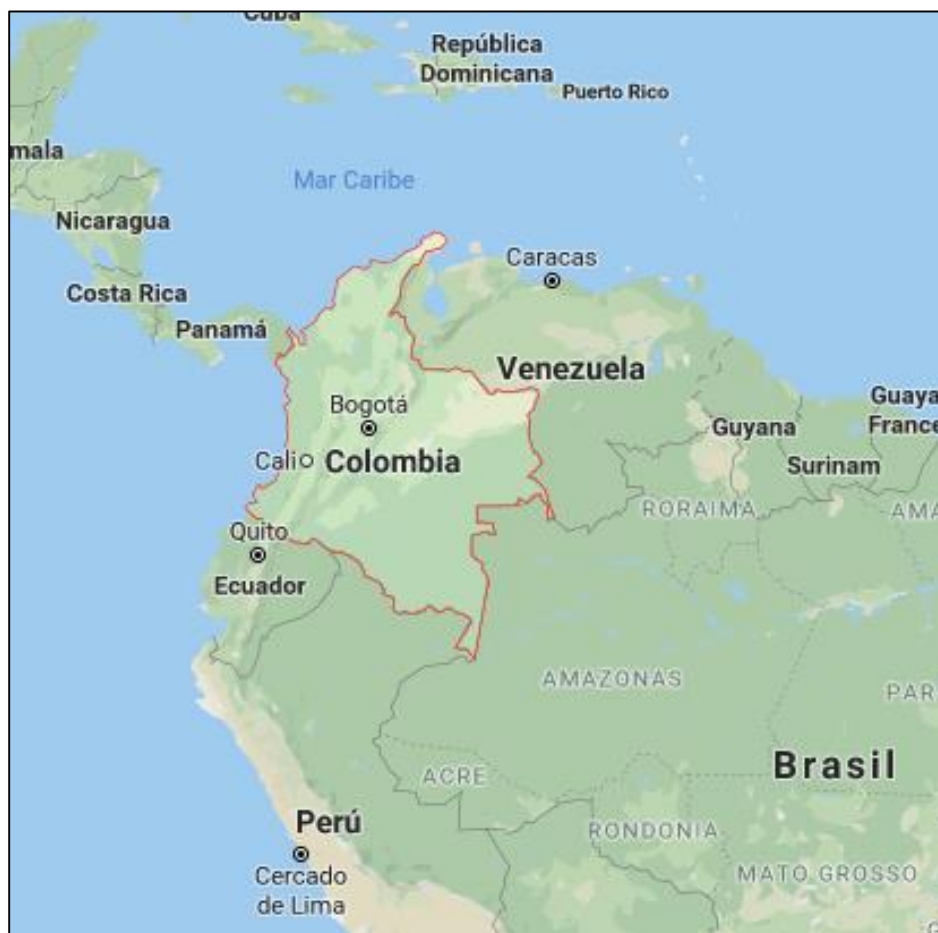 Cuba
República
Dominicana
Puerto Rico
mala
Mar Caribe
Nicaragua
Caracas
Costa Rica
Panamá
Venezuela
Bogotá
Guaya
France
Guyana
Cali
Colombia
Surinam
RORAIMA
AMA
Quito
Ecuador
AMAZONAS
PAR
Brasil
ACRE
Perú
RONDONIA
Cercado
de Lima
MATO GROSSO